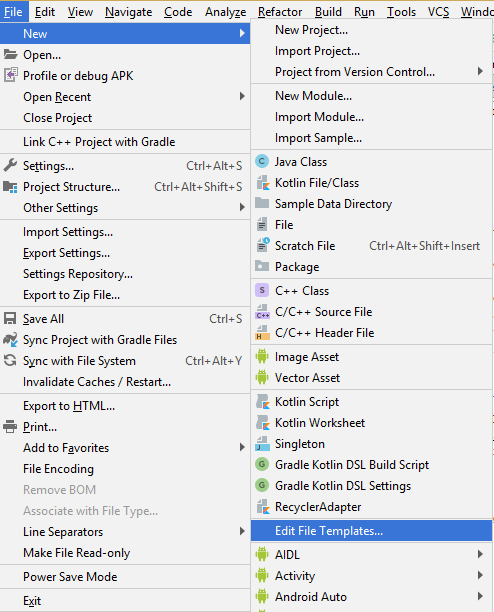 File Edit View Navigate Code Analyze Refactor Build Run Tools VCS Windo
New
Open...
Profile or debug APK
Open Recent
Close Project
Link C++ Project with Gradle
Settings... Ctrl+Alt+S
Project Structure... Ctrl+Alt+Shift+S
Other Settings
Import Settings...
Export Settings...
Settings Repository...
Export to Zip File...
Save All Ctrl+S
Sync Project with Gradle Files
Sync with File System Ctrl+Alt+Y
Invalidate Caches / Restart...
Export to HTML...
Print...
Add to Favorites
File Encoding
Remove BOM
Associate with File Type...
Line Separators
Make File Read-only
Power Save Mode
Exit
New Project...
Import Project...
Project from Version Control...
New Module...
Import Module...
Import Sample...
C Java Class
Kotlin File/Class
Sample Data Directory
File
Scratch File Ctrl+Alt+Shift+Insert
Package
S C++ Class
C++ C/C++ Source File
H C/C++ Header File
Image Asset
Vector Asset
Kotlin Script
Kotlin Worksheet
Singleton
G Gradle Kotlin DSL Build Script
G Gradle Kotlin DSL Settings
RecyclerAdapter
Edit File Templates...
AIDL
Activity
Android Auto